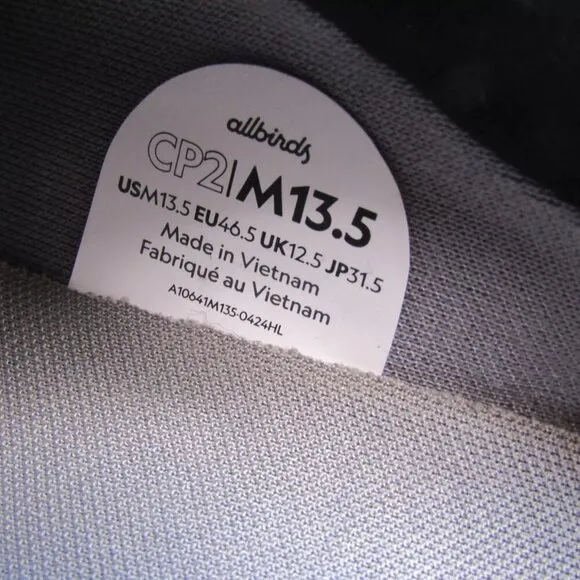 allbirds
CP2|M13.5
USM13.5 EU46.5 UK12.5 JP31.5
Made in Vietnam
Fabriqué au Vietnam
A10641M135-0424HL